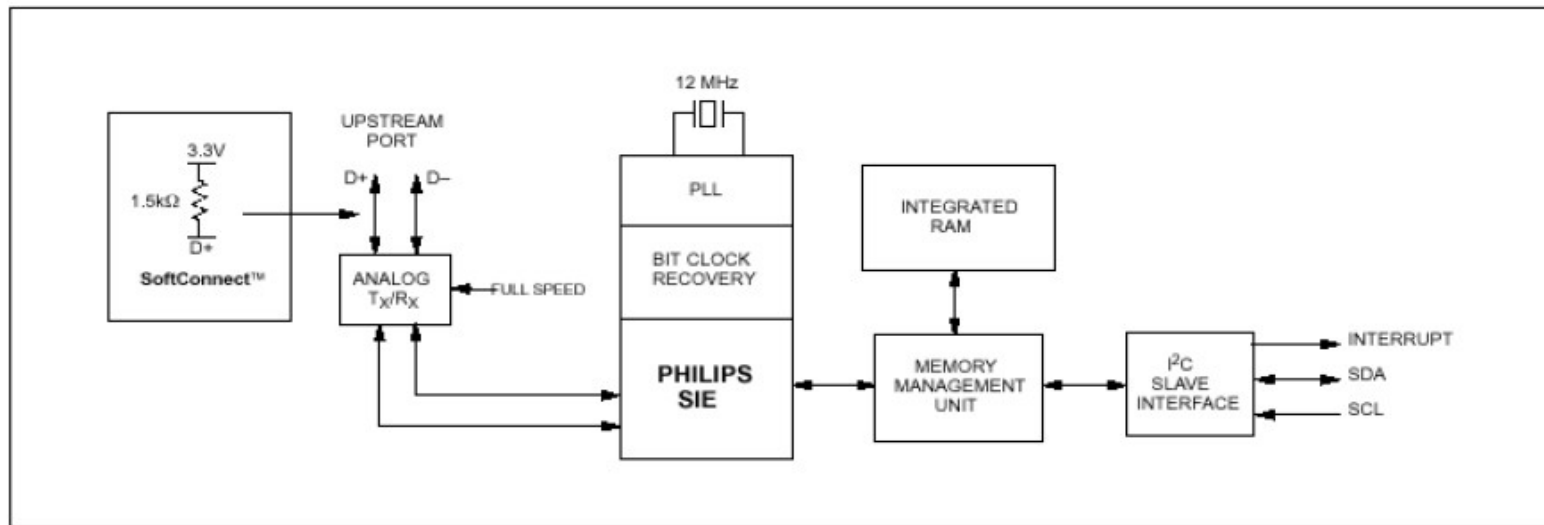 12 MHz
UPSTREAM
PORT
3.3V
1.5kΩ
D+
SoftConnect™
D+
D–
ANALOG
TX/RX
FULL SPEED
PLL
BIT CLOCK
RECOVERY
PHILIPS
SIE
INTEGRATED
RAM
MEMORY
MANAGEMENT
UNIT
I²C
SLAVE
INTERFACE
INTERRUPT
SDA
SCL